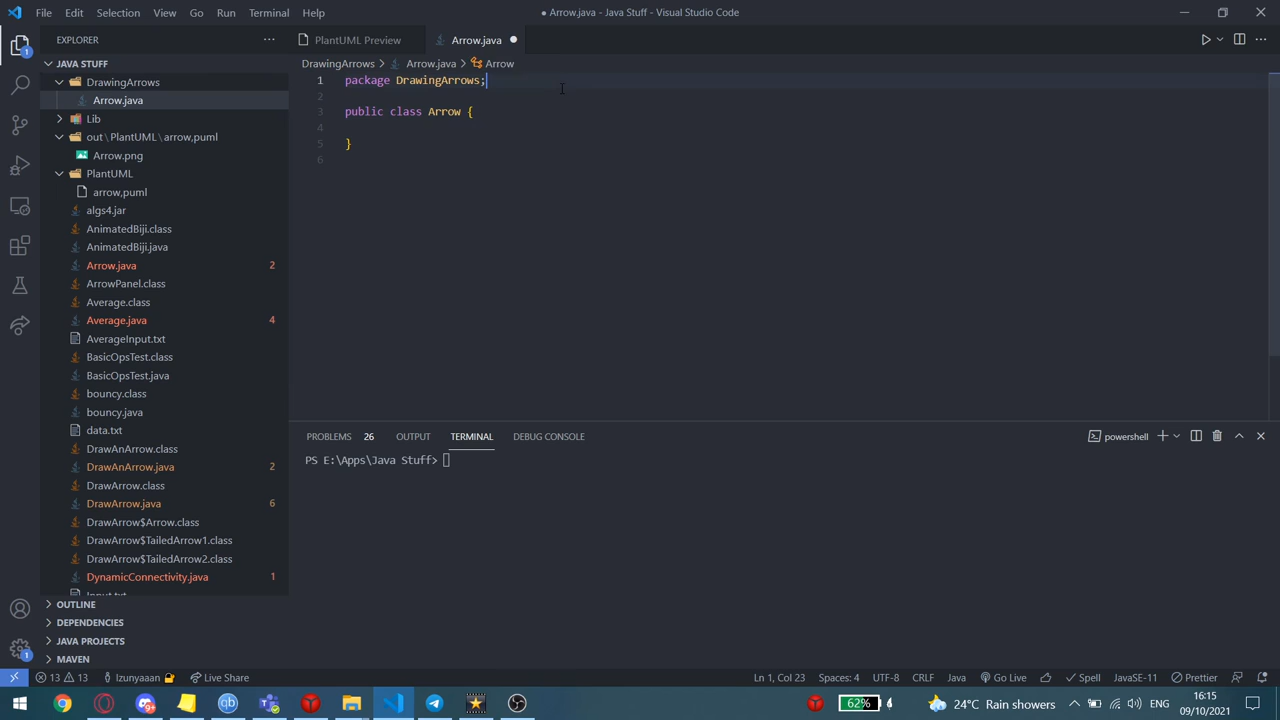 File Edit Selection View Go Run Terminal Help
● Arrow.java - Java Stuff - Visual Studio Code
EXPLORER
PlantUML Preview
Arrow.java
JAVA STUFF
DrawingArrows > Arrow.java > Arrow
DrawingArrows
Arrow.java
Lib
out\PlantUML\arrow,puml
Arrow.png
PlantUML
arrow,puml
algs4.jar
AnimatedBiji.class
AnimatedBiji.java
Arrow.java 2
ArrowPanel.class
Average.class
Average.java 4
AverageInput.txt
BasicOpsTest.class
BasicOpsTest.java
bouncy.class
bouncy.java
data.txt
DrawAnArrow.class
DrawAnArrow.java 2
DrawArrow.class
DrawArrow.java 6
DrawArrow$Arrow.class
DrawArrow$TailedArrow1.class
DrawArrow$TailedArrow2.class
DynamicConnectivity.java 1
Input.txt
OUTLINE
DEPENDENCIES
JAVA PROJECTS
MAVEN
1 package DrawingArrows;
2
3 public class Arrow {
4
5 }
6
PROBLEMS 26 OUTPUT TERMINAL DEBUG CONSOLE
powershell
PS E:\Apps\Java Stuff>
1
1
13 13 Izunyaaan Live Share
Ln 1, Col 23 Spaces: 4 UTF-8 CRLF Java JavaSE-11 Go Live Spell Prettier
62%
24°C Rain showers
ENG
16:15
09/10/2021